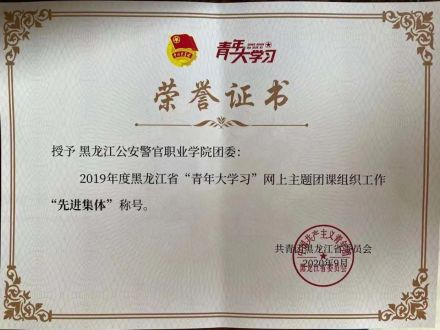 青年
大学习
荣誉证书
授予 黑龙江公安警官职业学院团委：
2019年度黑龙江省“青年大学习”网上主题团课组织工作
“先进集体”称号。
共青团黑龙江省委员会
2020年9月